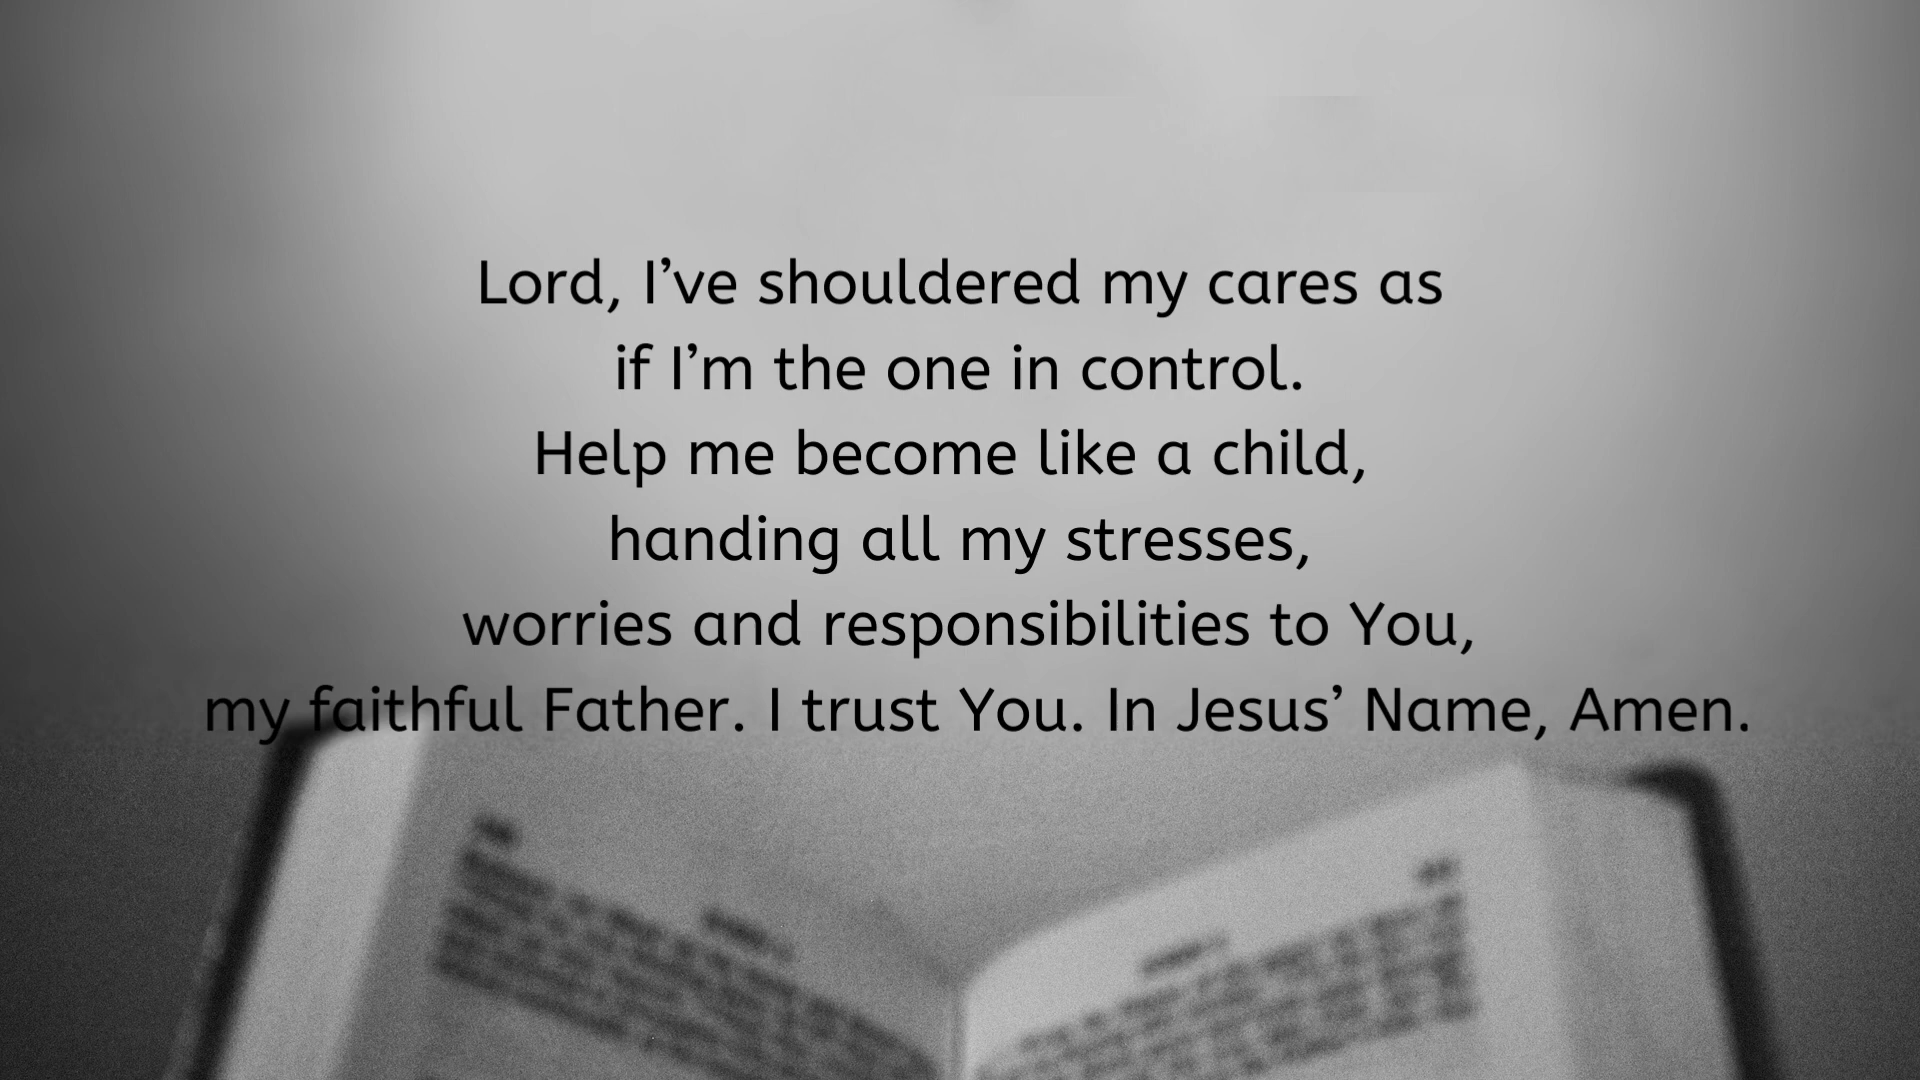 Lord, I’ve shouldered my cares as
if I’m the one in control.
Help me become like a child,
handing all my stresses,
worries and responsibilities to You,
my faithful Father. I trust You. In Jesus’ Name, Amen.